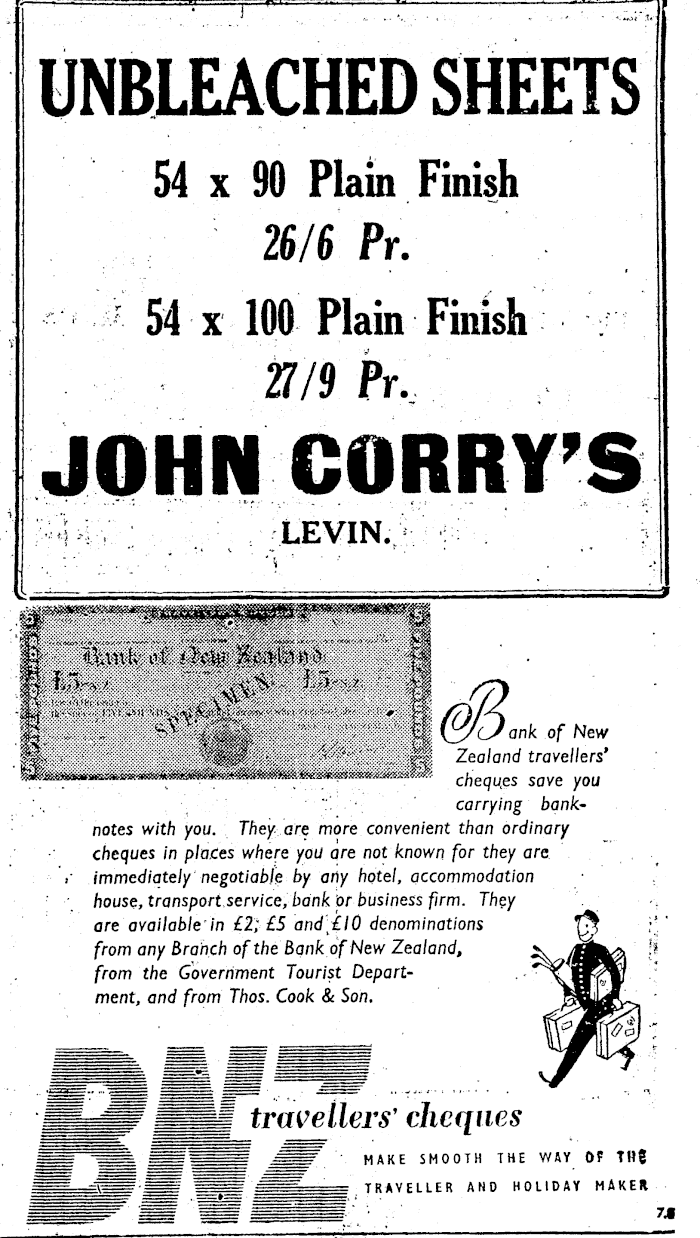 UNBLEACHED SHEETS
54 x 90 Plain Finish
26/6 Pr.
54 x 100 Plain Finish
27/9 Pr.
JOHN CORRY'S
LEVIN.
Bank of New Zealand
£5 £5
SPECIMEN
Bank of New
Zealand travellers'
cheques save you
carrying bank-
notes with you. They are more convenient than ordinary
cheques in places where you are not known for they are
immediately negotiable by any hotel, accommodation
house, transport service, bank or business firm. They
are available in £2, £5 and £10 denominations
from any Branch of the Bank of New Zealand,
from the Government Tourist Depart-
ment, and from Thos. Cook & Son.
BNZ
travellers' cheques
MAKE SMOOTH THE WAY OF THE
TRAVELLER AND HOLIDAY MAKER